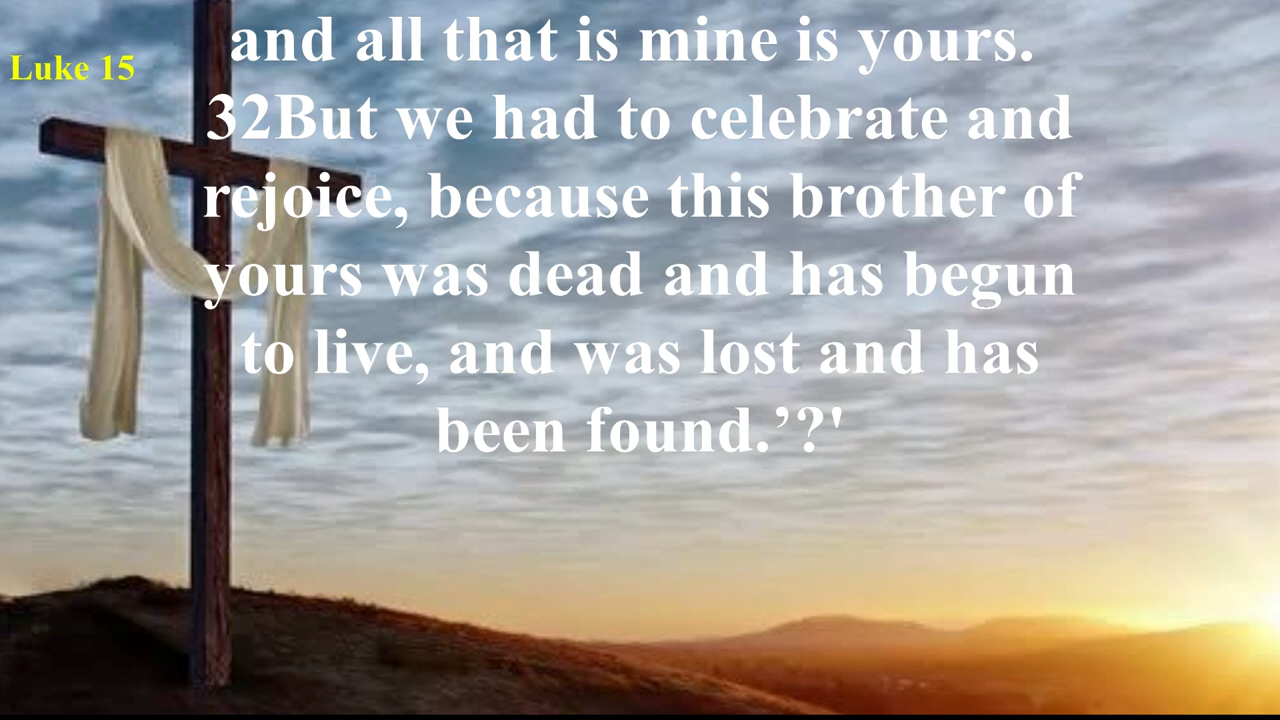 Luke 15
and all that is mine is yours.
32But we had to celebrate and
rejoice, because this brother of
yours was dead and has begun
to live, and was lost and has
been found.’?'